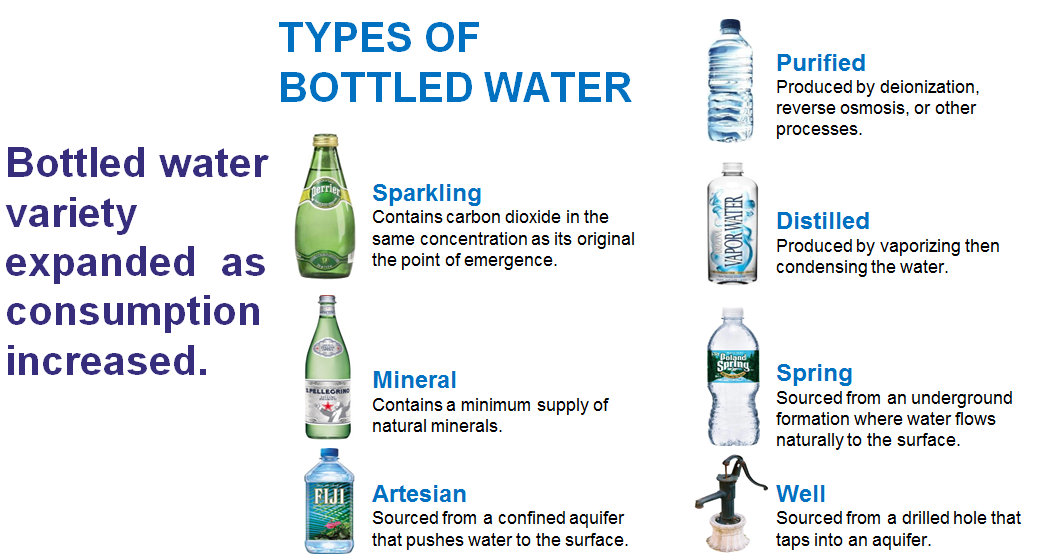 TYPES OF
BOTTLED WATER
Bottled water
variety
expanded as
consumption
increased.
Perrier
Sparkling
Contains carbon dioxide in the
same concentration as its original
the point of emergence.
S.PELLEGRINO
Mineral
Contains a minimum supply of
natural minerals.
FIJI
Artesian
Sourced from a confined aquifer
that pushes water to the surface.
Purified
Produced by deionization,
reverse osmosis, or other
processes.
VAPOR WATER
Distilled
Produced by vaporizing then
condensing the water.
Poland
Spring
Spring
Sourced from an underground
formation where water flows
naturally to the surface.
Well
Sourced from a drilled hole that
taps into an aquifer.